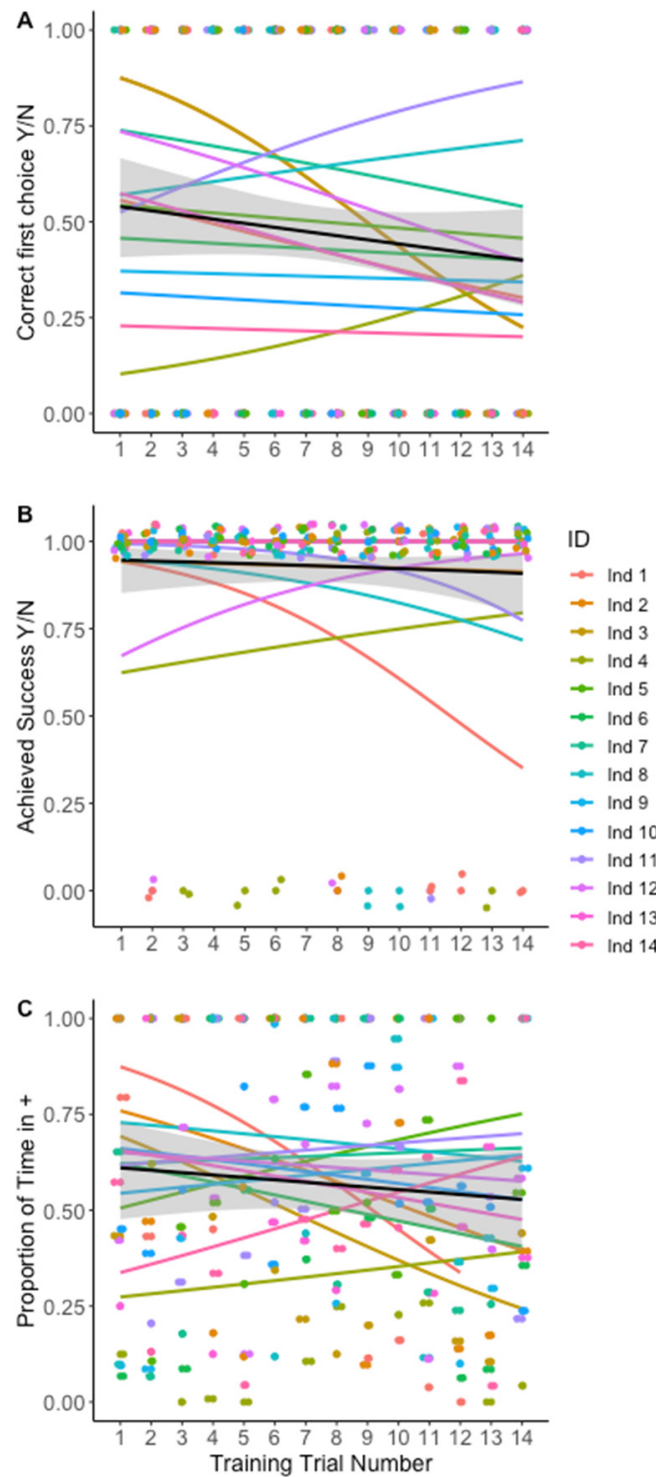 A
Correct first choice Y/N
1.00
0.75
0.50
0.25
0.00
1 2 3 4 5 6 7 8 9 10 11 12 13 14
B
Achieved Success Y/N
1.00
0.75
0.50
0.25
0.00
1 2 3 4 5 6 7 8 9 10 11 12 13 14
ID
Ind 1
Ind 2
Ind 3
Ind 4
Ind 5
Ind 6
Ind 7
Ind 8
Ind 9
Ind 10
Ind 11
Ind 12
Ind 13
Ind 14
C
Proportion of Time in +
1.00
0.75
0.50
0.25
0.00
1 2 3 4 5 6 7 8 9 10 11 12 13 14
Training Trial Number